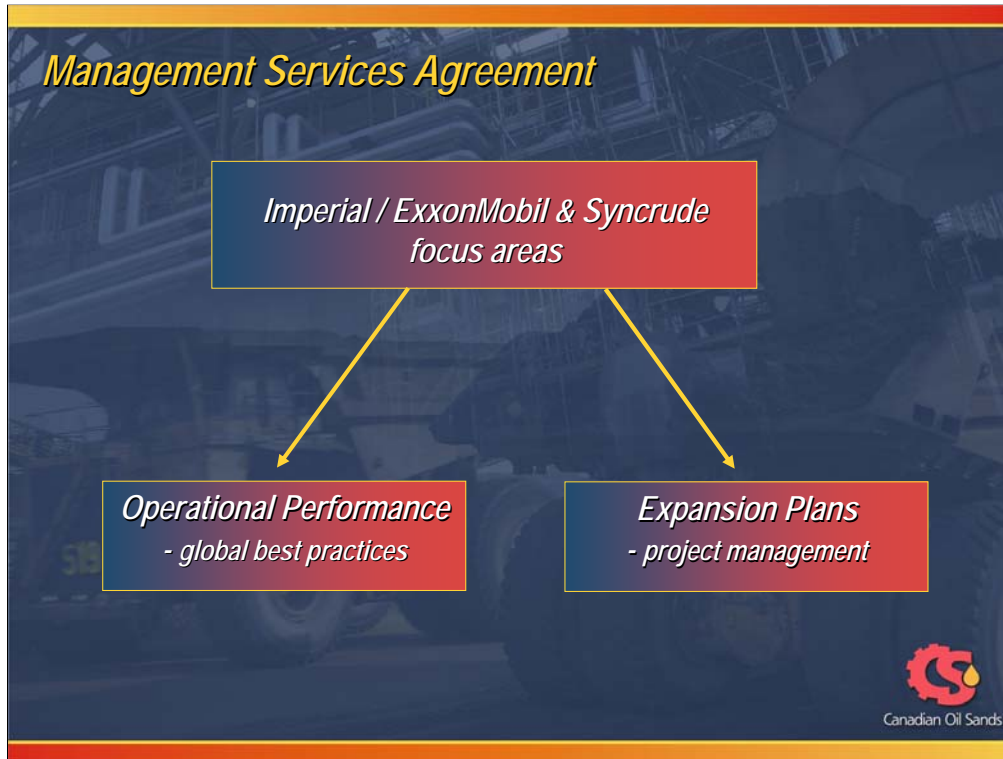 Management Services Agreement
Imperial / ExxonMobil & Syncrude
focus areas
Operational Performance
- global best practices
Expansion Plans
- project management
Canadian Oil Sands